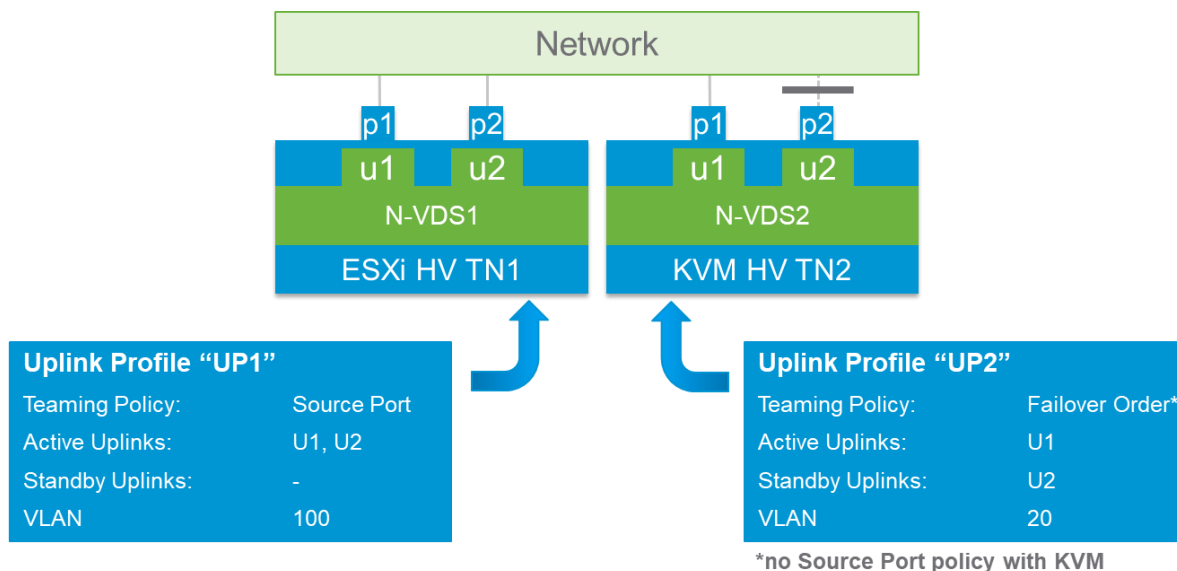 Network
p1 p2 p1 p2
u1 u2 u1 u2
N-VDS1 N-VDS2
ESXi HV TN1 KVM HV TN2
Uplink Profile “UP1”
Teaming Policy: Source Port
Active Uplinks: U1, U2
Standby Uplinks: -
VLAN 100
Uplink Profile “UP2”
Teaming Policy: Failover Order*
Active Uplinks: U1
Standby Uplinks: U2
VLAN 20
*no Source Port policy with KVM